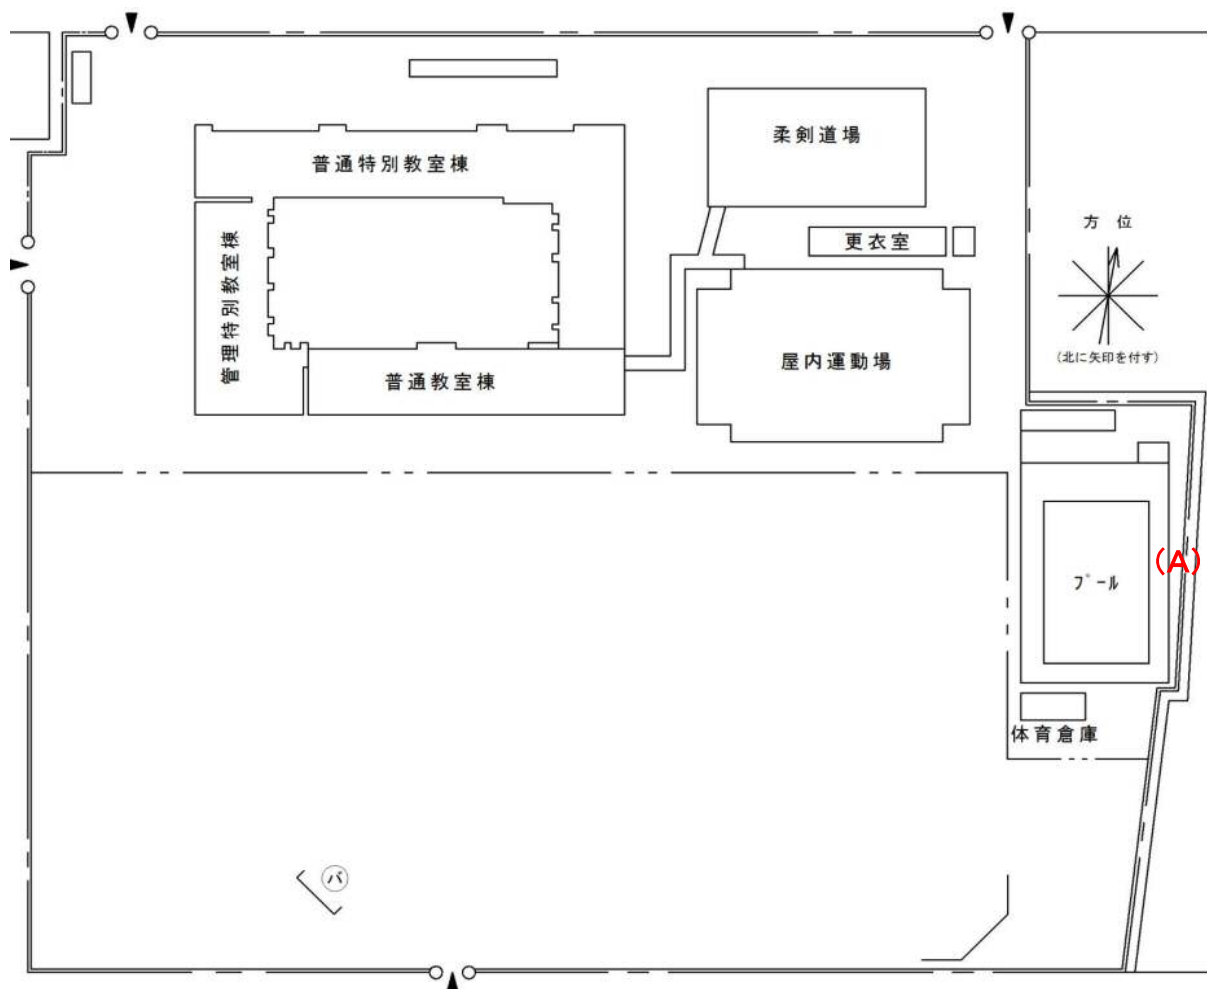 柔剣道場
普通特別教室棟
更衣室
方位
管理特別教室棟
(北に矢印を付す)
屋内運動場
普通教室棟
(A)
プール
体育倉庫
バ